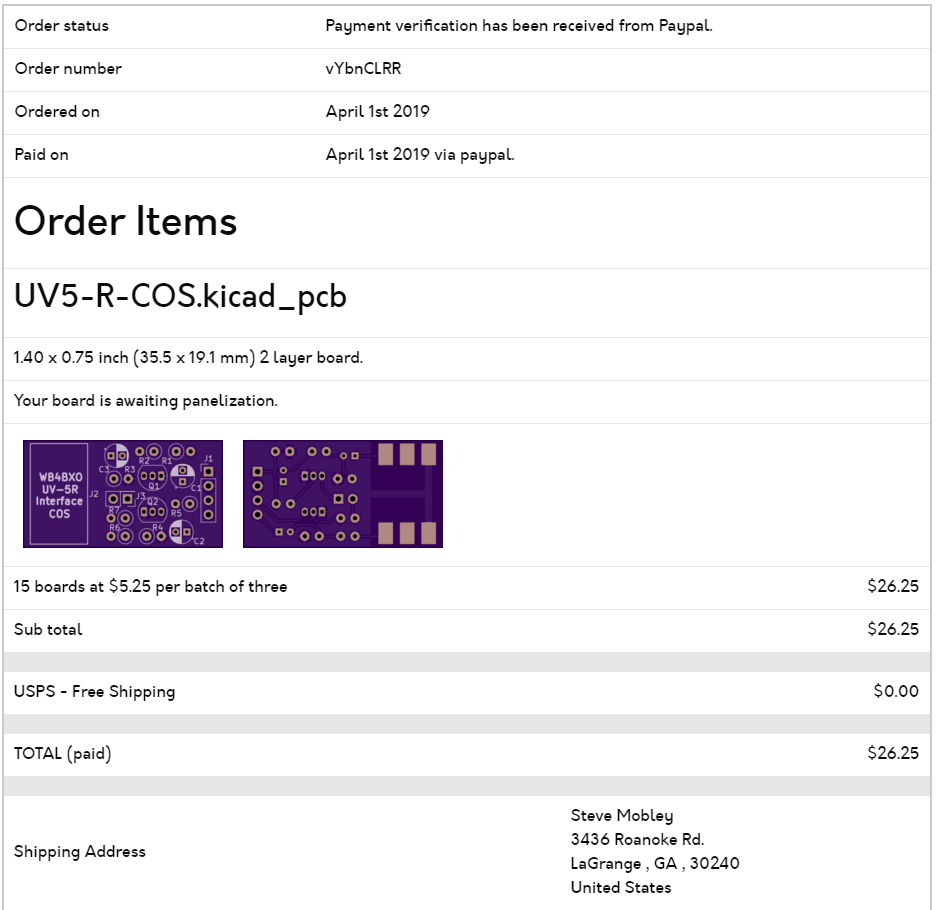 Order status Payment verification has been received from Paypal.
Order number vYbnCLRR
Ordered on April 1st 2019
Paid on April 1st 2019 via paypal.
Order Items
UV5-R-COS.kicad_pcb
1.40 x 0.75 inch (35.5 x 19.1 mm) 2 layer board.
Your board is awaiting panelization.
WB4BXO
UV-5R
Interface
COS
C3
R3
R2
R1
J1
Q1
C1
J2
J3
Q2
R5
R7
R6
R4
C2
15 boards at $5.25 per batch of three $26.25
Sub total $26.25
USPS - Free Shipping $0.00
TOTAL (paid) $26.25
Shipping Address
Steve Mobley
3436 Roanoke Rd.
LaGrange , GA , 30240
United States